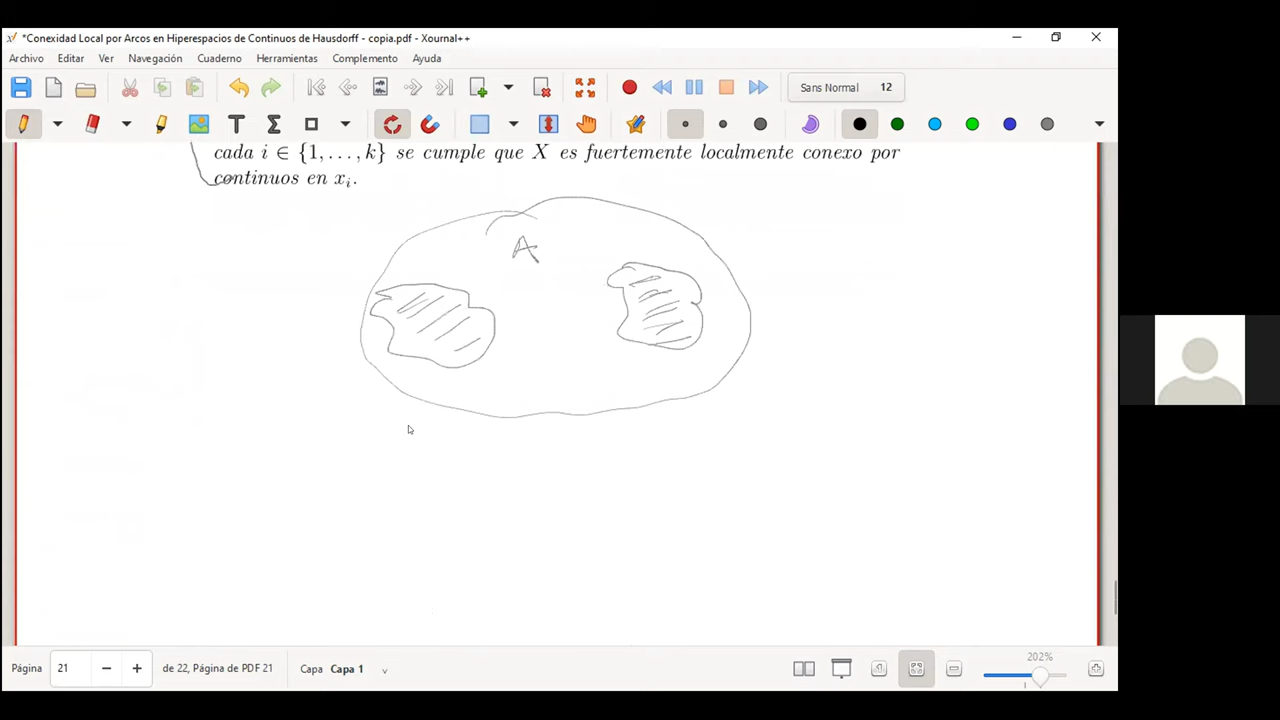 *Conexidad Local por Arcos en Hiperespacios de Continuos de Hausdorff - copia.pdf - Xournal++
Archivo Editar Ver Navegación Cuaderno Herramientas Complemento Ayuda
Sans Normal 12
cada i ∈ {1, . . . , k} se cumple que X es fuertemente localmente conexo por
continuos en xᵢ.
A
Página 21 de 22, Página de PDF 21 Capa Capa 1 202%